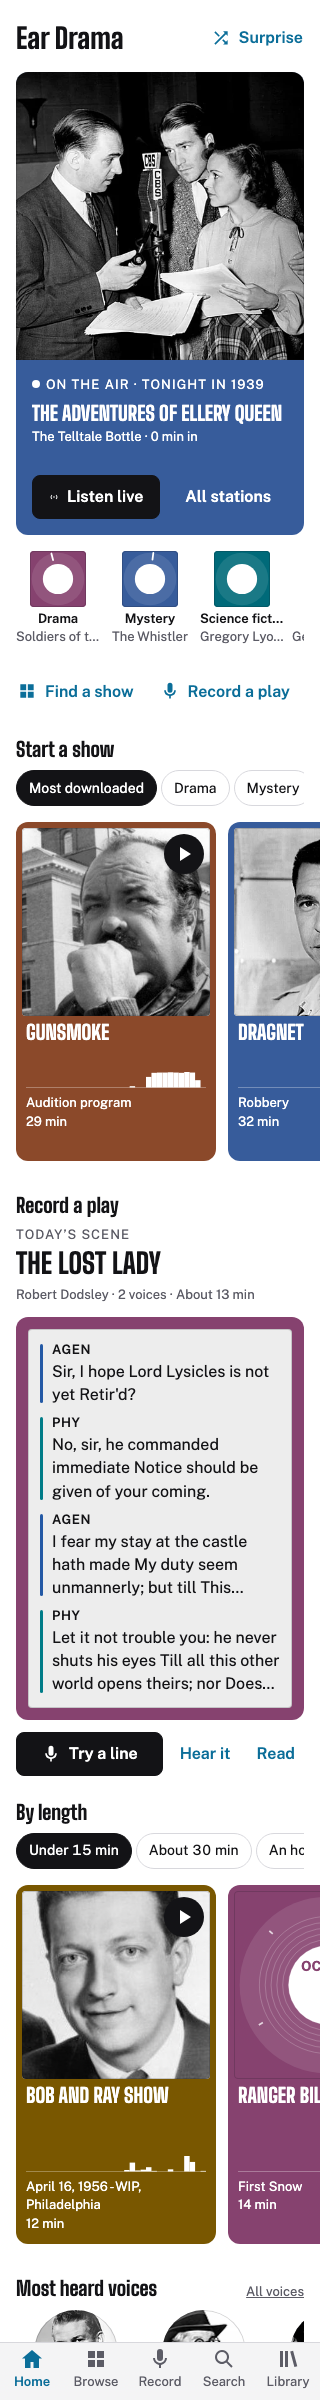 Ear Drama
Surprise
CBS
CBS
ON THE AIR · TONIGHT IN 1939
THE ADVENTURES OF ELLERY QUEEN
The Telltale Bottle · 0 min in
Listen live
All stations
Drama
Mystery
Science fict...
Soldiers of t...
The Whistler
Gregory Lyo...
Ge
Find a show
Record a play
Start a show
Most downloaded
Drama
Mystery
GUNSMOKE
DRAGNET
Audition program
29 min
Robbery
32 min
Record a play
TODAY'S SCENE
THE LOST LADY
Robert Dodsley · 2 voices · About 13 min
AGEN
Sir, I hope Lord Lysicles is not
yet Retir'd?
PHY
No, sir, he commanded
immediate Notice should be
given of your coming.
AGEN
I fear my stay at the castle
hath made My duty seem
unmannerly; but till This...
PHY
Let it not trouble you: he never
shuts his eyes Till all this other
world opens theirs; nor Does...
Try a line
Hear it
Read
By length
Under 15 min
About 30 min
An ho
OC
BOB AND RAY SHOW
RANGER BIL
April 16, 1956 - WIP,
Philadelphia
12 min
First Snow
14 min
Most heard voices
All voices
Home
Browse
Record
Search
Library